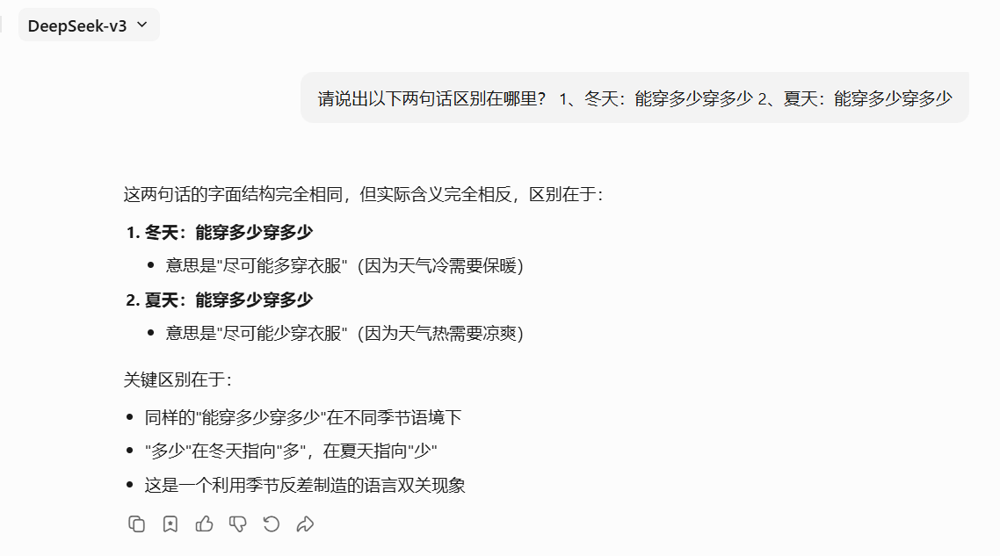 DeepSeek-v3
请说出以下两句话区别在哪里？ 1、冬天：能穿多少穿多少 2、夏天：能穿多少穿多少
这两句话的字面结构完全相同，但实际含义完全相反，区别在于：
1. 冬天：能穿多少穿多少
• 意思是"尽可能多穿衣服"（因为天气冷需要保暖）
2. 夏天：能穿多少穿多少
• 意思是"尽可能少穿衣服"（因为天气热需要凉爽）
关键区别在于：
• 同样的"能穿多少穿多少"在不同季节语境下
• "多少"在冬天指向"多"，在夏天指向"少"
• 这是一个利用季节反差制造的语言双关现象